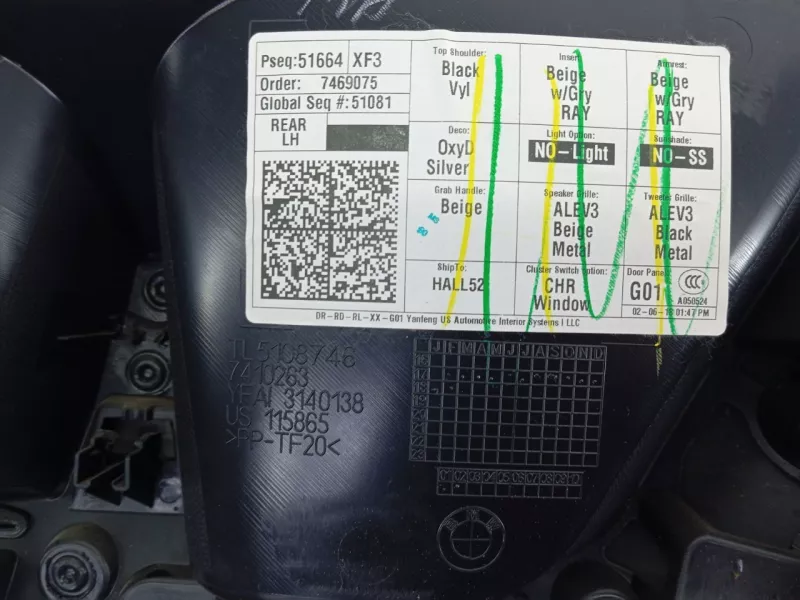 Pseq:51664 XF3
Order: 7469075
Global Seq #:51081
REAR
LH
Top Shoulder:
Black
Vyl
Insert:
Beige
w/Gry
RAY
Armrest:
Beige
w/Gry
RAY
Deco:
OxyD
Silver
Light Option:
NO-Light
Sunshade:
NO-SS
Grab Handle:
Beige
Speaker Grille:
ALEV3
Beige
Metal
Tweeter Grille:
ALEV3
Black
Metal
ShipTo:
HALL52
Cluster Switch Option:
CHR
Window
Door Panel:
G01
CCC
A050524
02-06-18 01:47 PM
DR-RD-RL-XX-G01 Yanfeng US Automotive Interior Systems I LLC
7410263
YFAI 3140138
US 115865
>PP-TF20<
J F M A M J J A S O N D
BMW